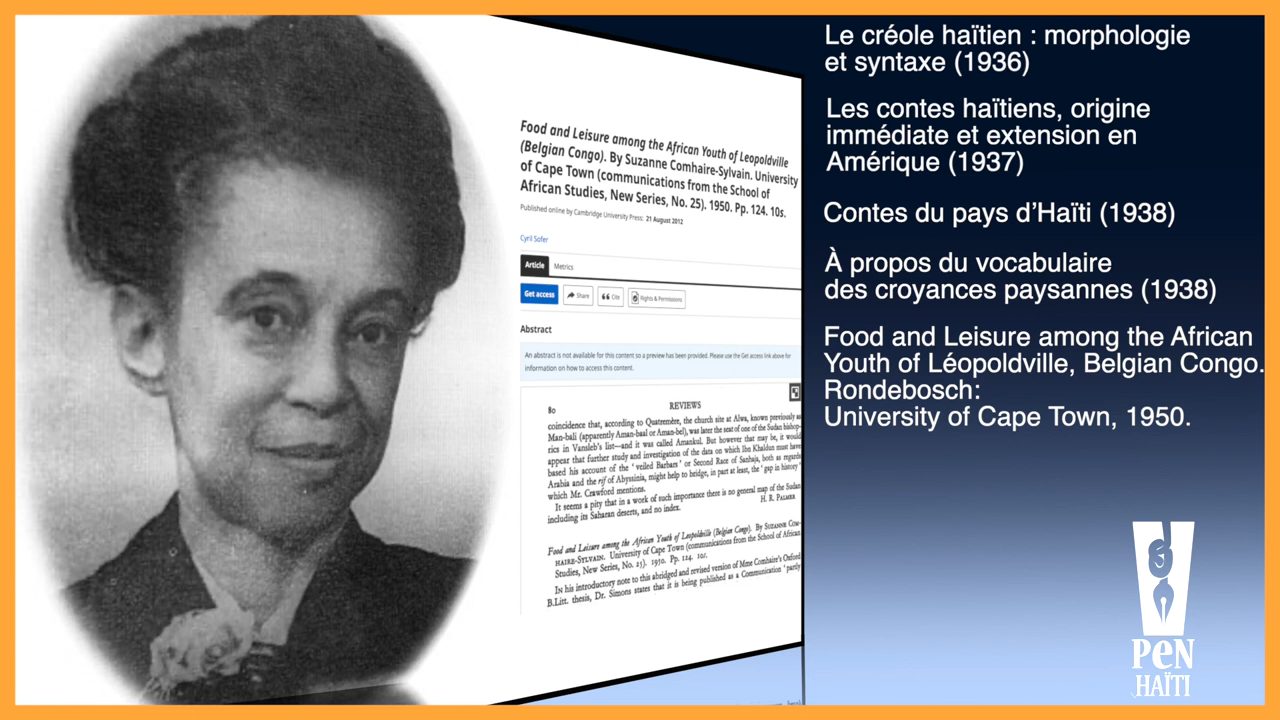 Food and Leisure among the African Youth of Leopoldville
(Belgian Congo). By Suzanne Comhaire-Sylvain. University
of Cape Town (communications from the School of
African Studies, New Series, No. 25). 1950. Pp. 124. 10s.
Published online by Cambridge University Press: 21 August 2012
Cyril Sofer
Article Metrics
Get access Share Cite Rights & Permissions
Abstract
An abstract is not available for this content so a preview has been provided. Please use the Get access link above for
information on how to access this content.
80 REVIEWS
coincidence that, according to Quatremère, the church site at Alwa, known previously as
Man-bali (apparently Aman-baal or Aman-bel), was later the seat of one of the Sudan bishop-
rics in Vansleb's list—and it was called Amankul. But however that may be, it would
appear that further study and investigation of the data on which Ibn Khaldun must have
based his account of the ' veiled Barbars ' or Second Race of Sanhaja, both as regards
Arabia and the rif of Abyssinia, might help to bridge, in part at least, the ' gap in history '
which Mr. Crawford mentions.
It seems a pity that in a work of such importance there is no general map of the Sudan
including its Saharan deserts, and no index.
H. R. Palmer
Food and Leisure among the African Youth of Leopoldville (Belgian Congo). By Suzanne Com-
haire-Sylvain. University of Cape Town (communications from the School of African
Studies, New Series, No. 25). 1950. Pp. 124. 10s.
In his introductory note to this abridged and revised version of Mme Comhaire's Oxford
B.Litt. thesis, Dr. Simons states that it is being published as a Communication ' partly
Le créole haïtien : morphologie
et syntaxe (1936)
Les contes haïtiens, origine
immédiate et extension en
Amérique (1937)
Contes du pays d’Haïti (1938)
À propos du vocabulaire
des croyances paysannes (1938)
Food and Leisure among the African
Youth of Léopoldville, Belgian Congo.
Rondebosch:
University of Cape Town, 1950.
PeN
HAÏTI